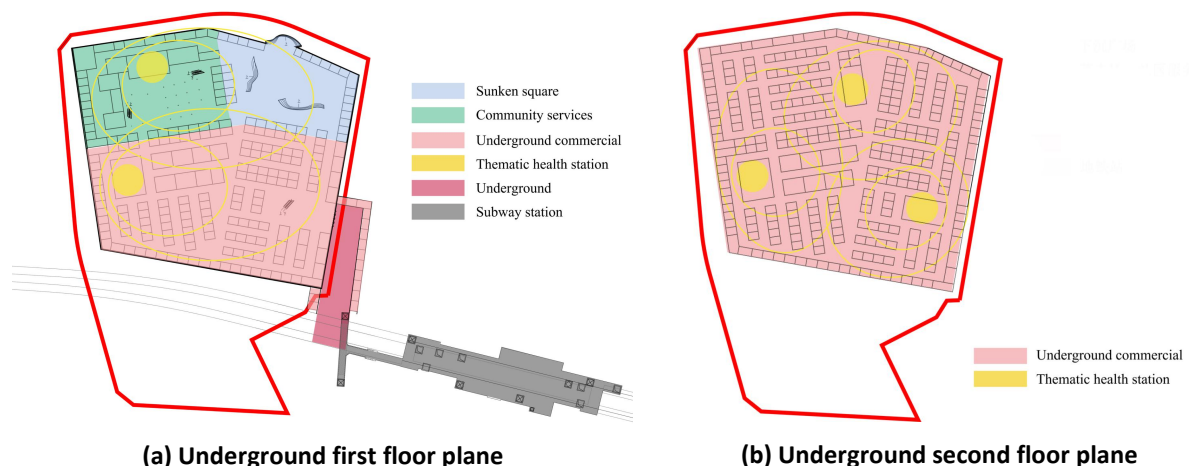 Sunken square
Community services
Underground commercial
Thematic health station
Underground
Subway station
Underground commercial
Thematic health station
(a) Underground first floor plane
(b) Underground second floor plane